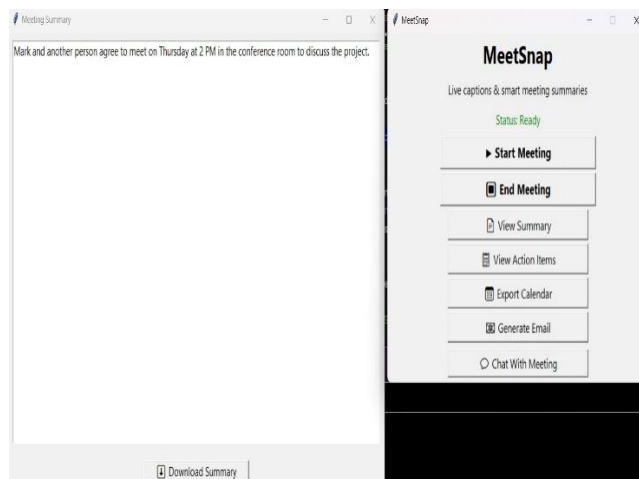 Meeting Summary
Mark and another person agree to meet on Thursday at 2 PM in the conference room to discuss the project.
Download Summary
MeetSnap
MeetSnap
Live captions & smart meeting summaries
Status: Ready
Start Meeting
End Meeting
View Summary
View Action Items
Export Calendar
Generate Email
Chat With Meeting